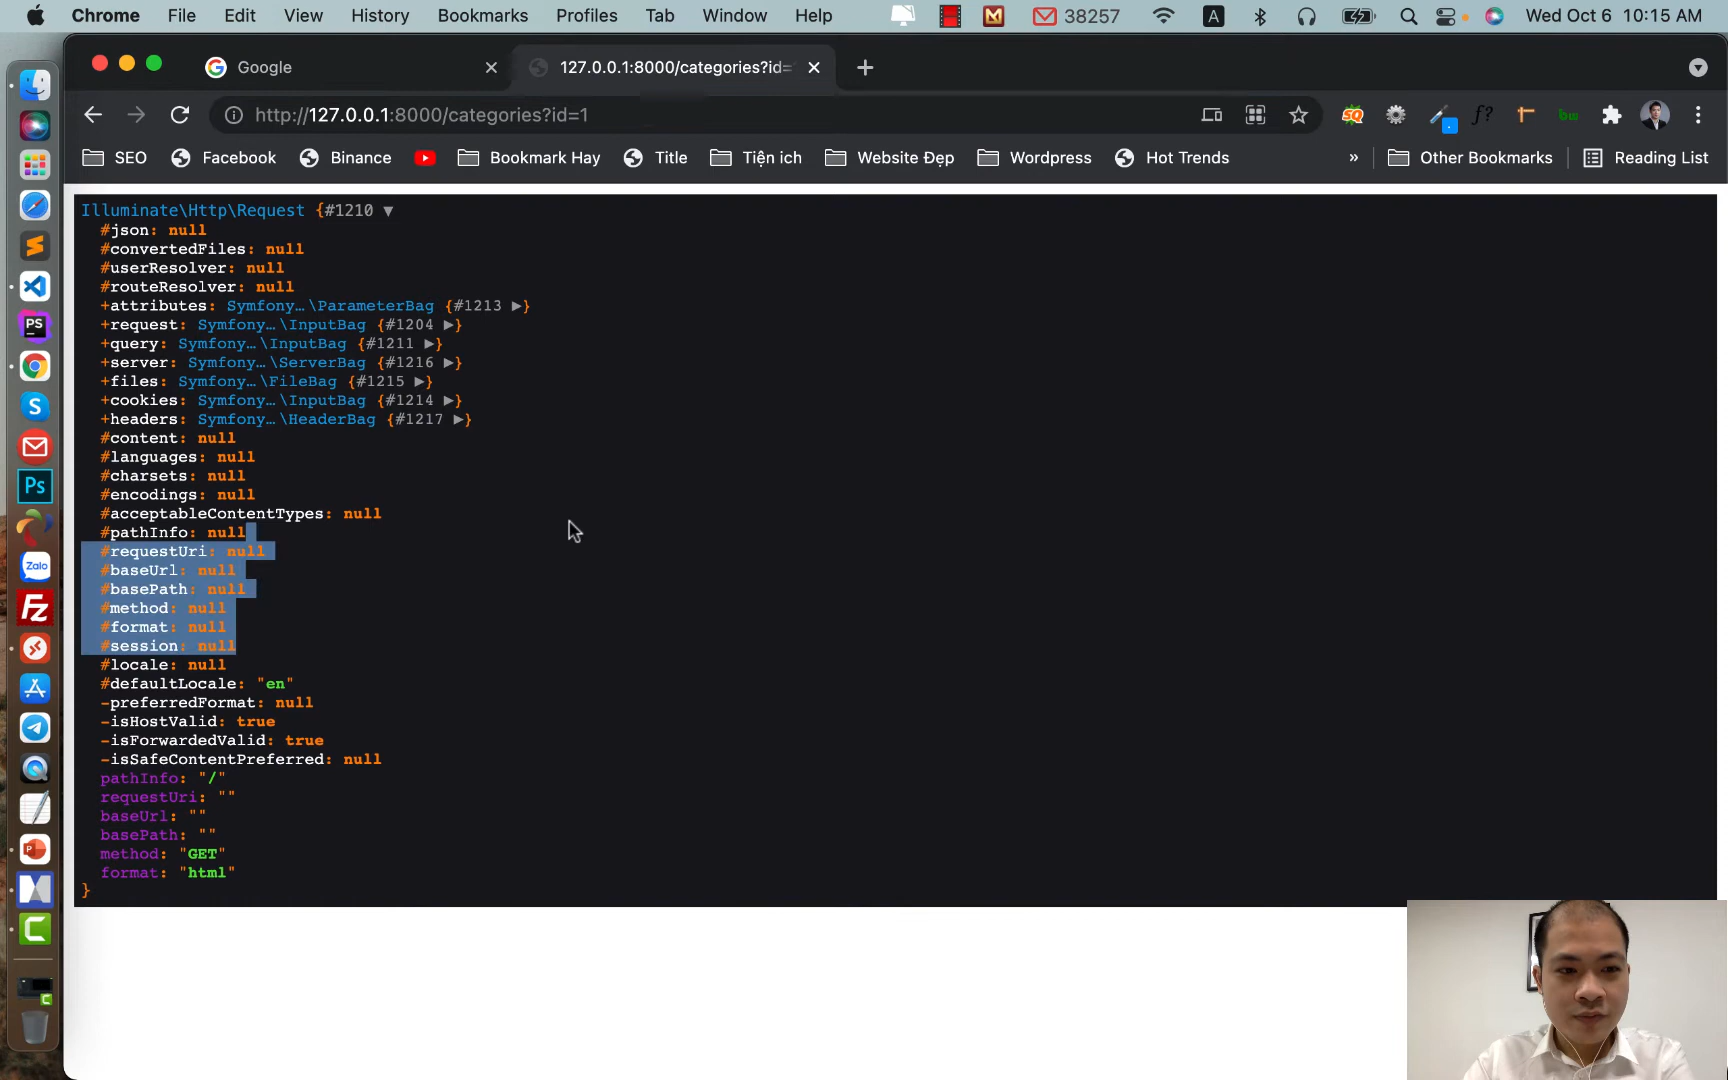 Chrome File Edit View History Bookmarks Profiles Tab Window Help M 38257 A Wed Oct 6 10:15 AM
Google 127.0.0.1:8000/categories?id=
http://127.0.0.1:8000/categories?id=1 SQ f? bw
SEO Facebook Binance Bookmark Hay Title Tiện ích Website Đẹp Wordpress Hot Trends » Other Bookmarks Reading List
Illuminate\Http\Request {#1210 ▼
#json: null
#convertedFiles: null
#userResolver: null
#routeResolver: null
+attributes: Symfony…\ParameterBag {#1213 ▶}
+request: Symfony…\InputBag {#1204 ▶}
+query: Symfony…\InputBag {#1211 ▶}
+server: Symfony…\ServerBag {#1216 ▶}
+files: Symfony…\FileBag {#1215 ▶}
+cookies: Symfony…\InputBag {#1214 ▶}
+headers: Symfony…\HeaderBag {#1217 ▶}
#content: null
#languages: null
#charsets: null
#encodings: null
#acceptableContentTypes: null
#pathInfo: null
#requestUri: null
#baseUrl: null
#basePath: null
#method: null
#format: null
#session: null
#locale: null
#defaultLocale: "en"
-preferredFormat: null
-isHostValid: true
-isForwardedValid: true
-isSafeContentPreferred: null
pathInfo: "/"
requestUri: ""
baseUrl: ""
basePath: ""
method: "GET"
format: "html"
}
PS
S
Ps
Zalo
Fz
P
C